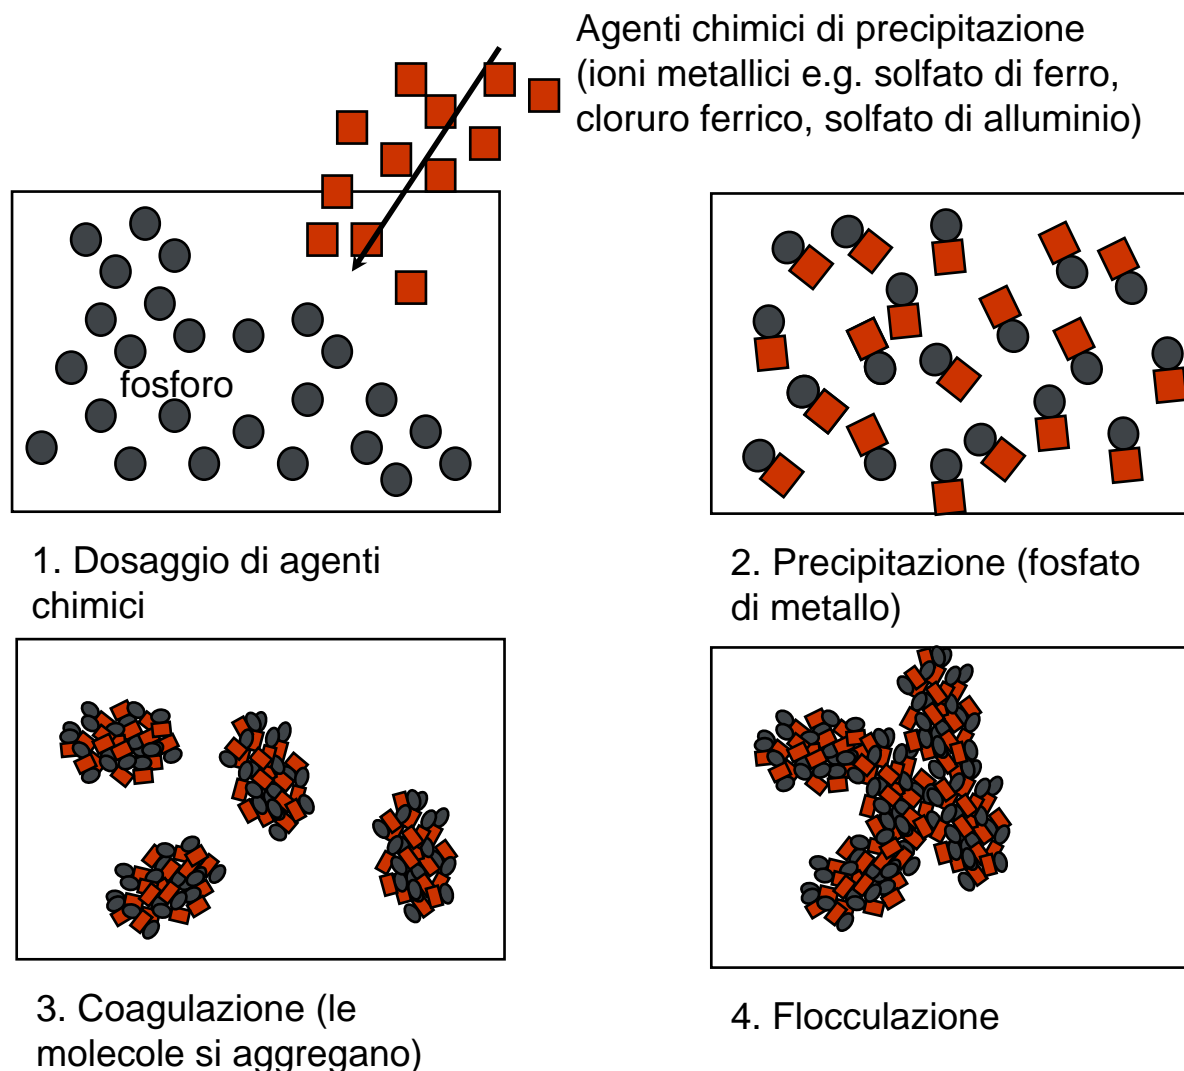 Agenti chimici di precipitazione
(ioni metallici e.g. solfato di ferro,
cloruro ferrico, solfato di alluminio)
fosforo
1. Dosaggio di agenti
chimici
2. Precipitazione (fosfato
di metallo)
3. Coagulazione (le
molecole si aggregano)
4. Flocculazione